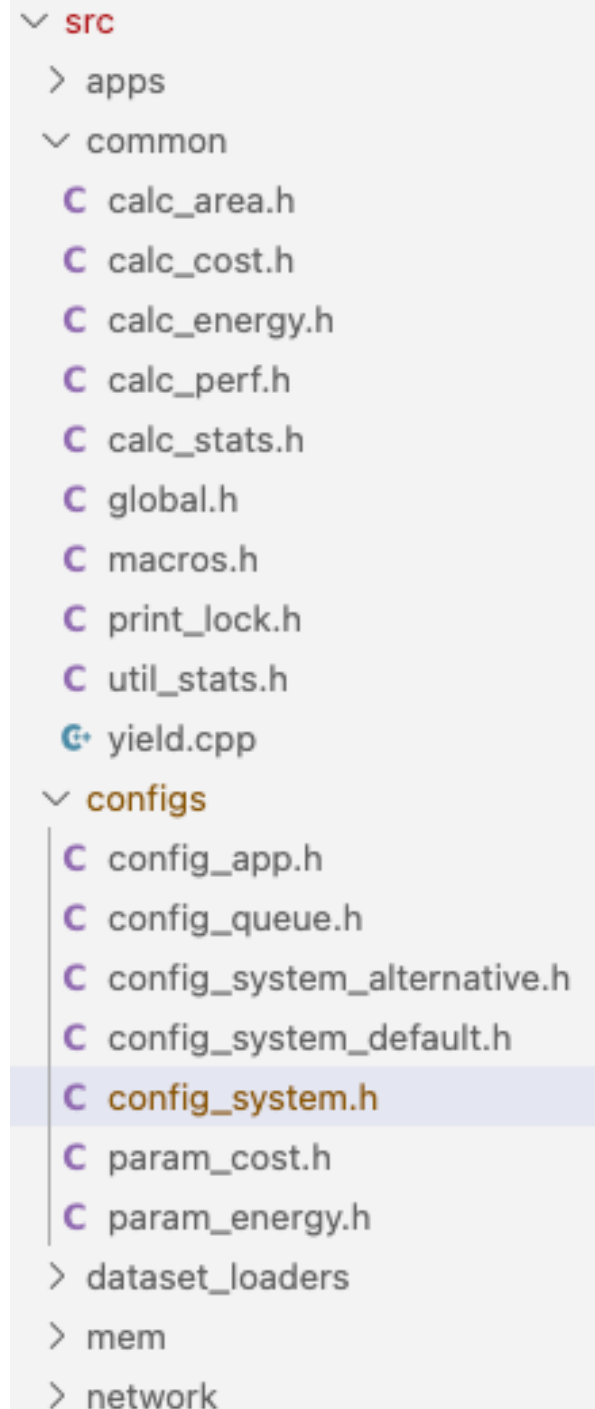 src
apps
common
C calc_area.h
C calc_cost.h
C calc_energy.h
C calc_perf.h
C calc_stats.h
C global.h
C macros.h
C print_lock.h
C util_stats.h
C+ yield.cpp
configs
C config_app.h
C config_queue.h
C config_system_alternative.h
C config_system_default.h
C config_system.h
C param_cost.h
C param_energy.h
dataset_loaders
mem
network